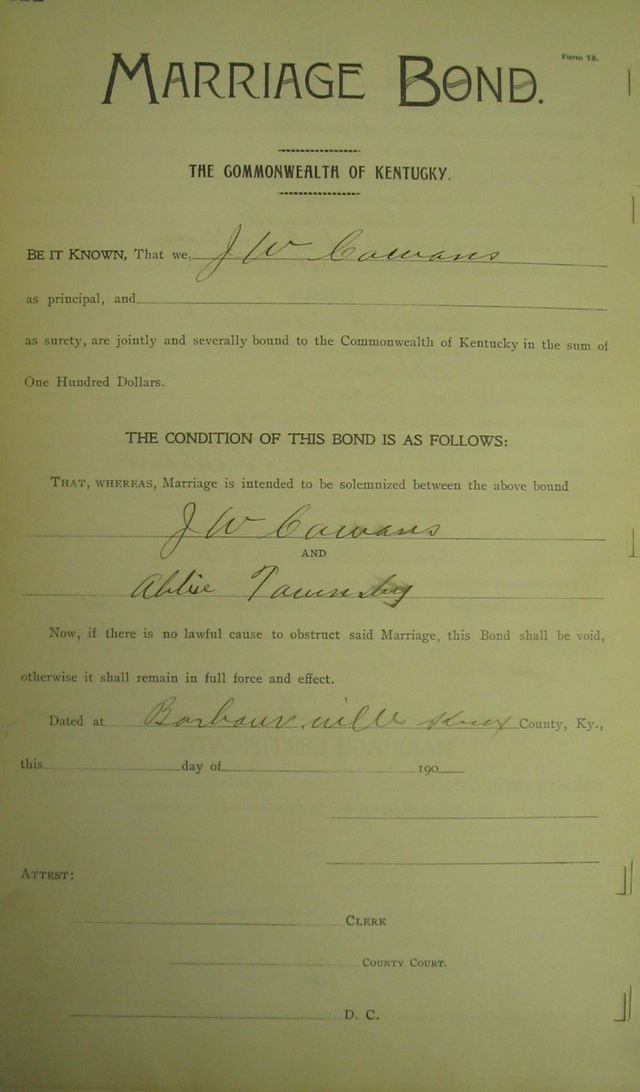 Form 73.
MARRIAGE BOND.
THE COMMONWEALTH OF KENTUCKY.
BE IT KNOWN, That we, J W Cowans
as principal, and
as surety, are jointly and severally bound to the Commonwealth of Kentucky in the sum of
One Hundred Dollars.
THE CONDITION OF THIS BOND IS AS FOLLOWS:
THAT, WHEREAS, Marriage is intended to be solemnized between the above bound
J W Cowans
AND
Ablie Townsley
Now, if there is no lawful cause to obstruct said Marriage, this Bond shall be void,
otherwise it shall remain in full force and effect.
Dated at Barbourville Knox County, Ky.,
this day of 190
ATTEST:
CLERK
COUNTY COURT.
D. C.